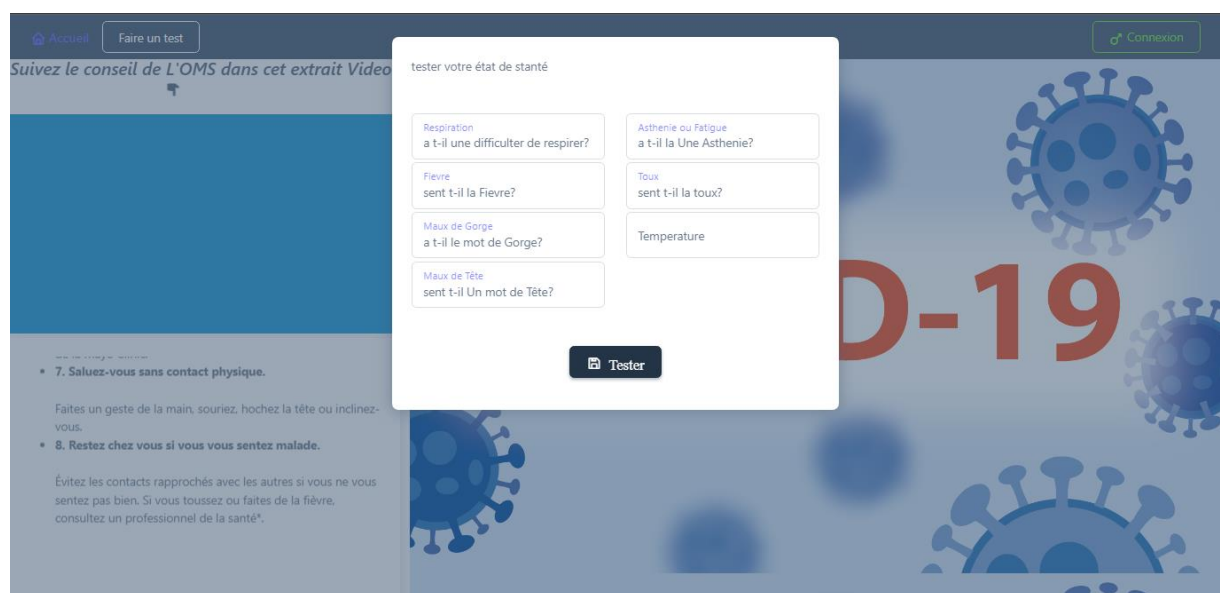 Accueil
Faire un test
Connexion
Suivez le conseil de L'OMS dans cet extrait Video
tester votre état de stanté
Respiration
a t-il une difficulter de respirer?
Asthenie ou Fatigue
a t-il la Une Asthenie?
Fievre
sent t-il la Fievre?
Toux
sent t-il la toux?
Maux de Gorge
a t-il le mot de Gorge?
Temperature
Maux de Tête
sent t-il Un mot de Tête?
Tester
D-19
7. Saluez-vous sans contact physique.
Faites un geste de la main, souriez, hochez la tête ou inclinez-
vous.
8. Restez chez vous si vous vous sentez malade.
Évitez les contacts rapprochés avec les autres si vous ne vous
sentez pas bien. Si vous toussez ou faites de la fièvre,
consultez un professionnel de la santé*.